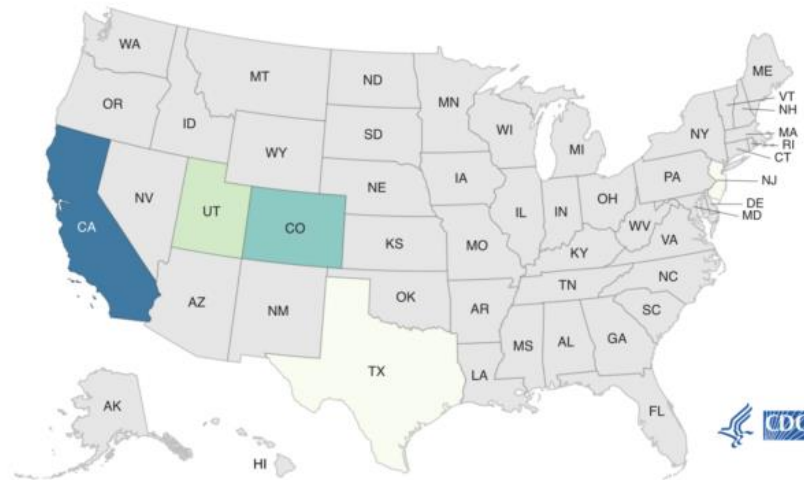 WA
MT
ND
MN
ME
VT
NH
OR
ID
SD
WI
MI
NY
MA
RI
CT
WY
NE
IA
PA
NJ
NV
UT
CO
IL
IN
OH
DE
MD
CA
KS
MO
KY
WV
VA
AZ
NM
OK
AR
TN
NC
SC
TX
LA
MS
AL
GA
AK
HI
FL
CDC